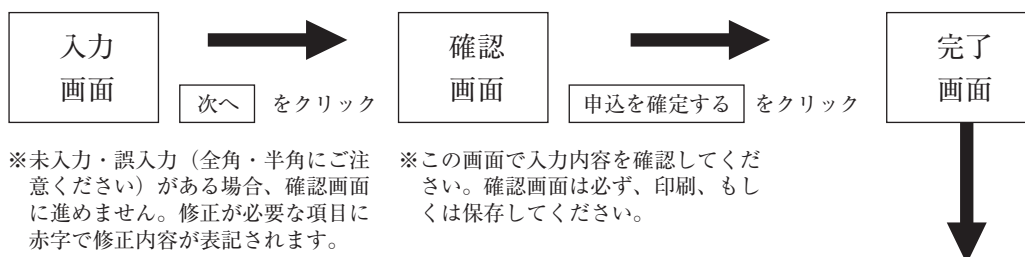 入力
画面
次へ をクリック
確認
画面
申込を確定する をクリック
完了
画面
※未入力・誤入力（全角・半角にご注
意ください）がある場合、確認画面
に進めません。修正が必要な項目に
赤字で修正内容が表記されます。
※この画面で入力内容を確認してくだ
さい。確認画面は必ず、印刷、もし
くは保存してください。